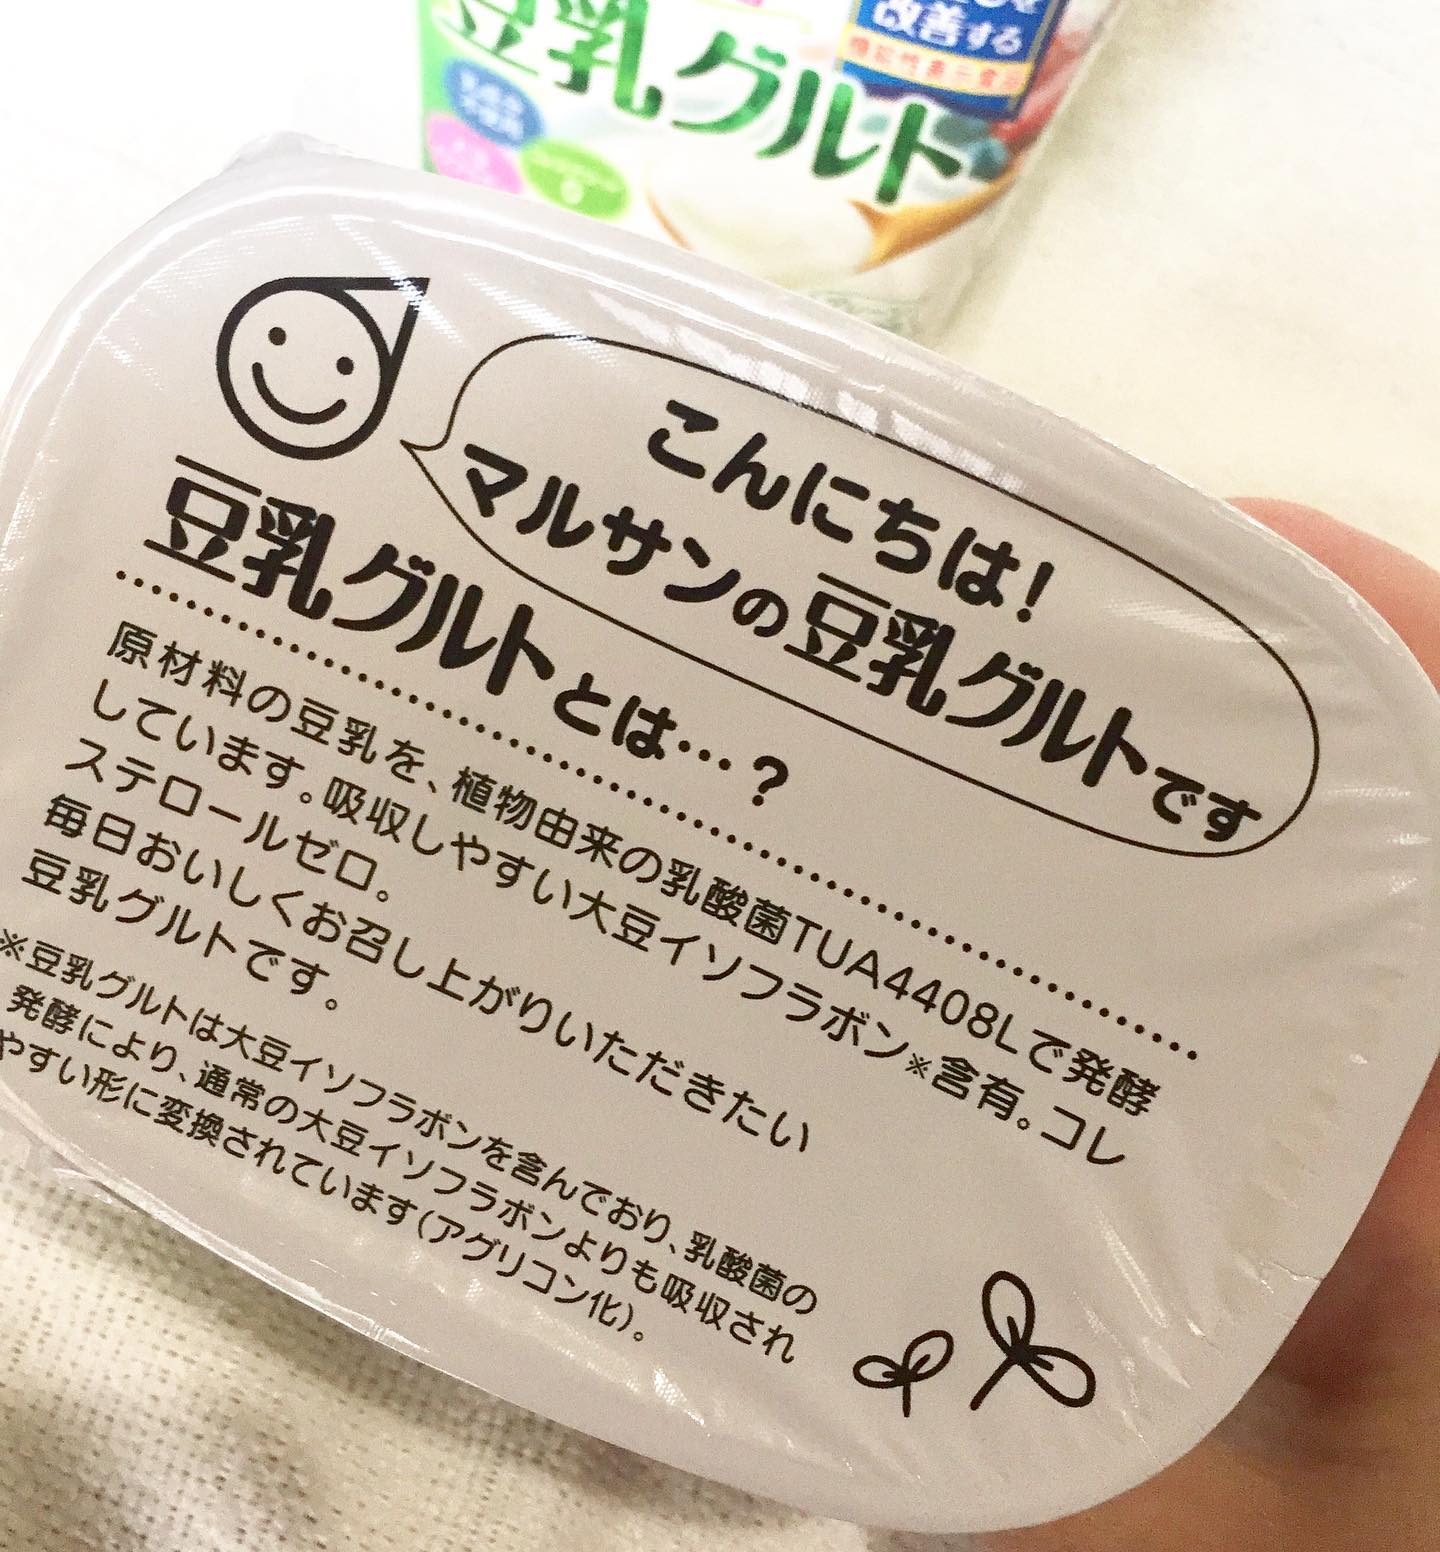 改善する
機能性表示食品
豆乳グルト
こんにちは!
マルサンの豆乳グルトです
豆乳グルトとは…?
原材料の豆乳を、植物由来の乳酸菌TUA4408Lで発酵
しています。吸収しやすい大豆イソフラボン※含有。コレ
ステロールゼロ。
毎日おいしくお召し上がりいただきたい
豆乳グルトです。
※豆乳グルトは大豆イソフラボンを含んでおり、乳酸菌の
発酵により、通常の大豆イソフラボンよりも吸収され
やすい形に変換されています(アグリコン化)。